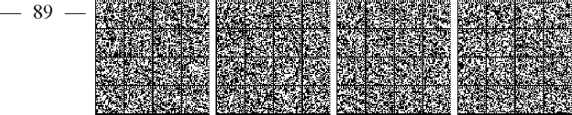 — 89 —